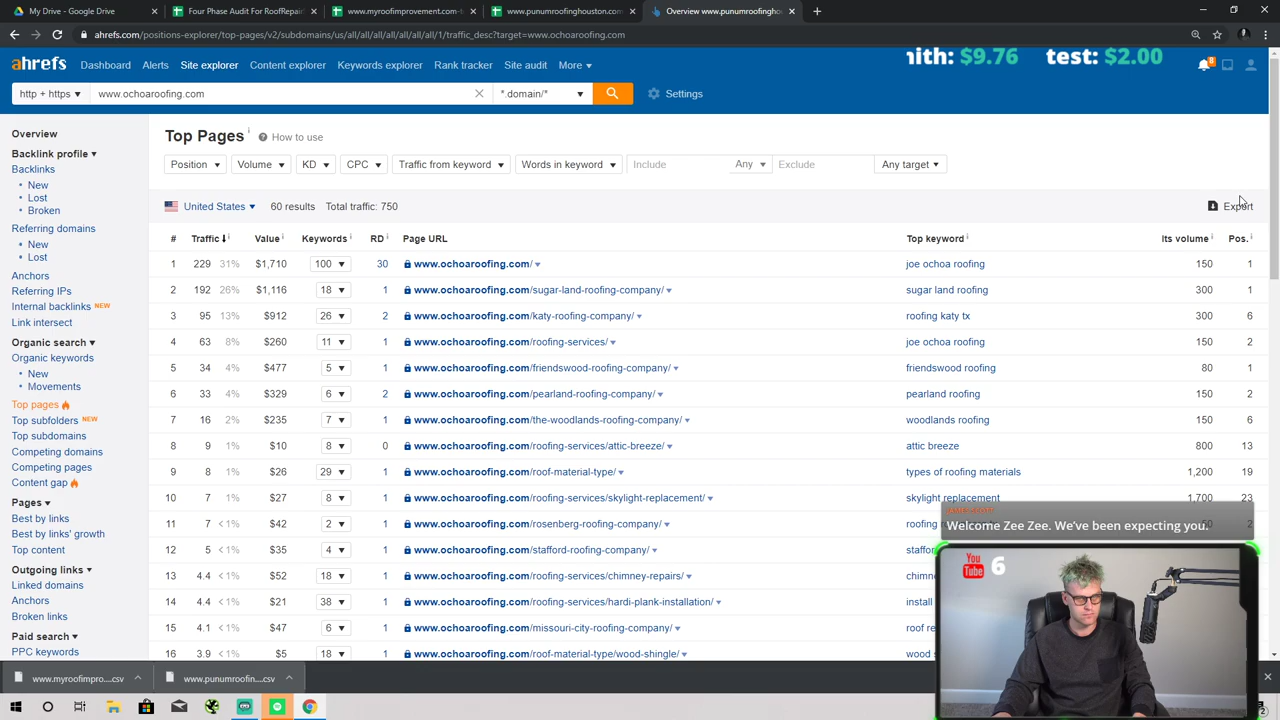 My Drive - Google Drive
Four Phase Audit For RoofRepair
www.myroofimprovement.com-t
www.punumroofinghouston.com
Overview www.punumroofingho
ahrefs.com/positions-explorer/top-pages/v2/subdomains/us/all/all/all/all/all/all/all/1/traffic_desc?target=www.ochoaroofing.com
ahrefs
Dashboard
Alerts
Site explorer
Content explorer
Keywords explorer
Rank tracker
Site audit
More
nith: $9.76
test: $2.00
8
http + https
www.ochoaroofing.com
*.domain/*
Settings
Overview
Backlink profile
Backlinks
New
Lost
Broken
Referring domains
New
Lost
Anchors
Referring IPs
Internal backlinks NEW
Link intersect
Organic search
Organic keywords
New
Movements
Top pages
Top subfolders NEW
Top subdomains
Competing domains
Competing pages
Content gap
Pages
Best by links
Best by links' growth
Top content
Outgoing links
Linked domains
Anchors
Broken links
Paid search
PPC keywords
Top Pages
How to use
Position Volume KD CPC Traffic from keyword Words in keyword Include Any Exclude Any target
United States 60 results Total traffic: 750 Export
# Traffic Value Keywords RD Page URL Top keyword Its volume Pos.
1 229 31% $1,710 100 30 www.ochoaroofing.com/ joe ochoa roofing 150 1
2 192 26% $1,116 18 1 www.ochoaroofing.com/sugar-land-roofing-company/ sugar land roofing 300 1
3 95 13% $912 26 2 www.ochoaroofing.com/katy-roofing-company/ roofing katy tx 300 6
4 63 8% $260 11 1 www.ochoaroofing.com/roofing-services/ joe ochoa roofing 150 2
5 34 4% $477 5 1 www.ochoaroofing.com/friendswood-roofing-company/ friendswood roofing 80 1
6 33 4% $329 6 2 www.ochoaroofing.com/pearland-roofing-company/ pearland roofing 150 2
7 16 2% $235 7 1 www.ochoaroofing.com/the-woodlands-roofing-company/ woodlands roofing 150 6
8 9 1% $10 8 0 www.ochoaroofing.com/roofing-services/attic-breeze/ attic breeze 800 13
9 8 1% $26 29 1 www.ochoaroofing.com/roof-material-type/ types of roofing materials 1,200 19
10 7 1% $27 8 1 www.ochoaroofing.com/roofing-services/skylight-replacement/ skylight replacement 1,700 23
11 7 <1% $42 2 1 www.ochoaroofing.com/rosenberg-roofing-company/ roofing 2
12 5 <1% $35 4 1 www.ochoaroofing.com/stafford-roofing-company/
13 4.4 <1% $52 18 1 www.ochoaroofing.com/roofing-services/chimney-repairs/
14 4.4 <1% $21 38 1 www.ochoaroofing.com/roofing-services/hardi-plank-installation/ install
15 4.1 <1% $47 6 1 www.ochoaroofing.com/missouri-city-roofing-company/ roof
16 3.9 <1% $5 18 1 www.ochoaroofing.com/roof-material-type/wood-shingle/ wood
Welcome Zee Zee. We've been expecting you.
You Tube 6
www.myroofimpro....csv
www.punumroofin....csv